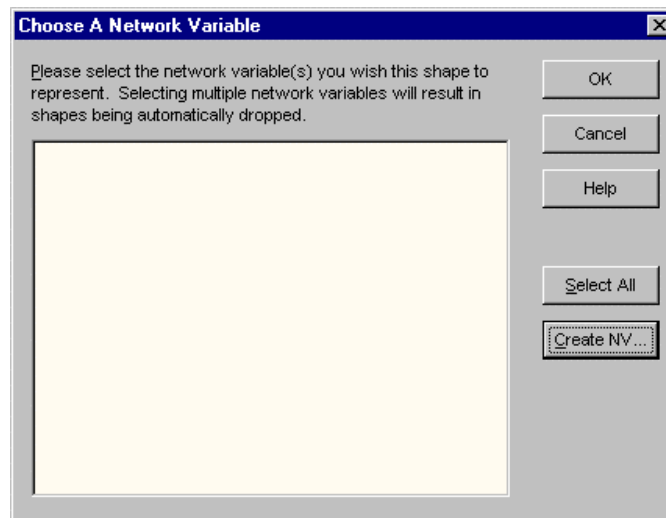 Choose A Network Variable
Please select the network variable(s) you wish this shape to
represent. Selecting multiple network variables will result in
shapes being automatically dropped.
OK
Cancel
Help
Select All
Create NV...